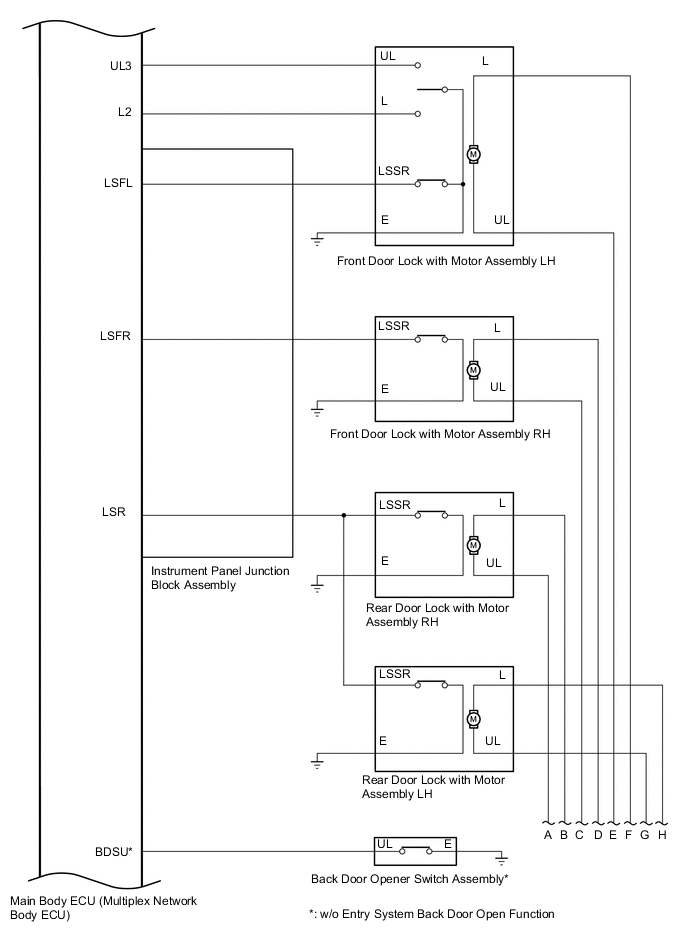 UL3
UL
L
L2
L
M
LSFL
LSSR
E
UL
Front Door Lock with Motor Assembly LH
LSFR
LSSR
L
M
E
UL
Front Door Lock with Motor Assembly RH
LSR
LSSR
L
M
E
UL
Instrument Panel Junction
Block Assembly
Rear Door Lock with Motor
Assembly RH
LSSR
L
M
E
UL
Rear Door Lock with Motor
Assembly LH
A B C D E F G H
BDSU*
UL
E
Back Door Opener Switch Assembly*
Main Body ECU (Multiplex Network
Body ECU)
*: w/o Entry System Back Door Open Function